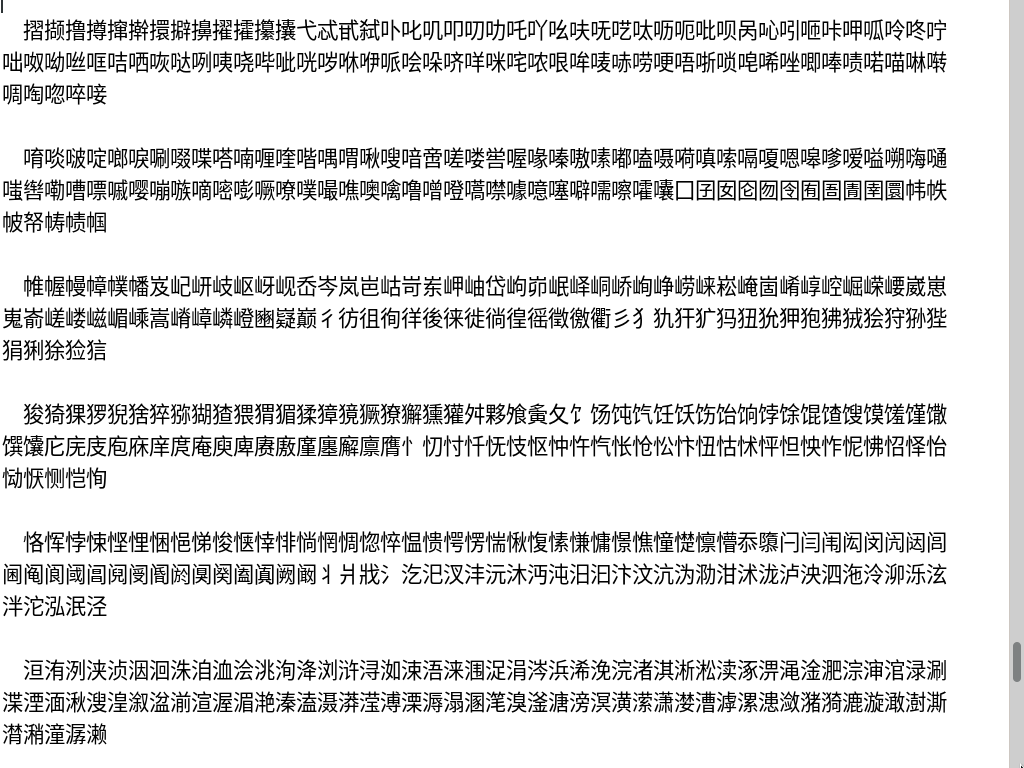 摺撷撸撙撺擀擐擗擤擢攉攥攮弋忒甙弑卟叱叽叩叨叻吒吖吆呋呒呓呔呖呃吡呗呙吣吲咂咔呷呱呤咚咛
咄呶呦咝哐咭哂咴哒咧咦哓哔呲咣哕咻咿哌哙哚哜咩咪咤哝哏哞唛哧唠哽唔哳唢唣唏唑唧唪啧喏喵啉啭
啁啕唿啐唼
唷啖啵啶啷唳唰啜喋嗒喃喱喹喈喁喟啾嗖喑啻嗟喽喾喔喙嗪嗷嗉嘟嗑嗫嗬嗔嗦嗝嗄嗯嗥嗲嗳嗌嗍嗨嗵
嗤辔嘞嘈嘌嘁嘤嘣嗾嘀嘧嘭噘嘹噗嘬噍噢噙噜噌噔嚆噤噱噫噻噼嚅嚓嚯囔囗囝囡囵囫囹囿圄圊圉圜帏帙
帔帑帱帻帼
帷幄幔幛幞幡岌屺岍岐岖岈岘岙岑岚岜岵岢岽岬岫岱岣峁岷峄峒峤峋峥崂崃崧崦崮崤崞崆崛嵘崾崴崽
嵬嵛嵯嵝嵫嵋嵊嵩嵴嶂嶙嶝豳嶷巅彳彷徂徇徉後徕徙徜徨徭徵徼衢彡犭犰犴犷犸狃狁狎狍狒狨狯狩狲狴
狷猁狳猃狺
狻猗猓猡猊猞猝猕猢猹猥猬猸猱獐獍獗獠獬獯獾舛夥飧夤夂饣饧饨饩饪饫饬饴饷饽馀馄馇馊馍馐馑馓
馔馕庀庑庋庖庥庠庹庵庾庳赓廒廑廛廨廪膺忄忉忖忏怃忮怄忡忤忾怅怆忪忭忸怙怵怦怛怏怍怩怫怊怿怡
恸恹恻恺恂
恪恽悖悚悭悝悃悒悌悛惬悻悱惝惘惆惚悴愠愦愕愣惴愀愎愫慊慵憬憔憧憷懔懵忝隳闩闫闱闳闵闶闼闾
阃阄阆阈阊阋阌阍阏阒阕阖阗阙阚丬爿戕氵汔汜汊沣沅沐沔沌汨汩汴汶沆沩泐泔沭泷泸泱泗沲泠泖泺泫
泮沱泓泯泾
洹洧洌浃浈洇洄洙洎洫浍洮洵洚浏浒浔洳涑浯涞涠浞涓涔浜浠浼浣渚淇淅淞渎涿淠渑淦淝淙渖涫渌涮
渫湮湎湫溲湟溆湓湔渲渥湄滟溱溘滠漭滢溥溧溽溻溷滗溴滏溏滂溟潢潆潇漤漕滹漯漶潋潴漪漉漩澉澍澌
潸潲潼潺濑